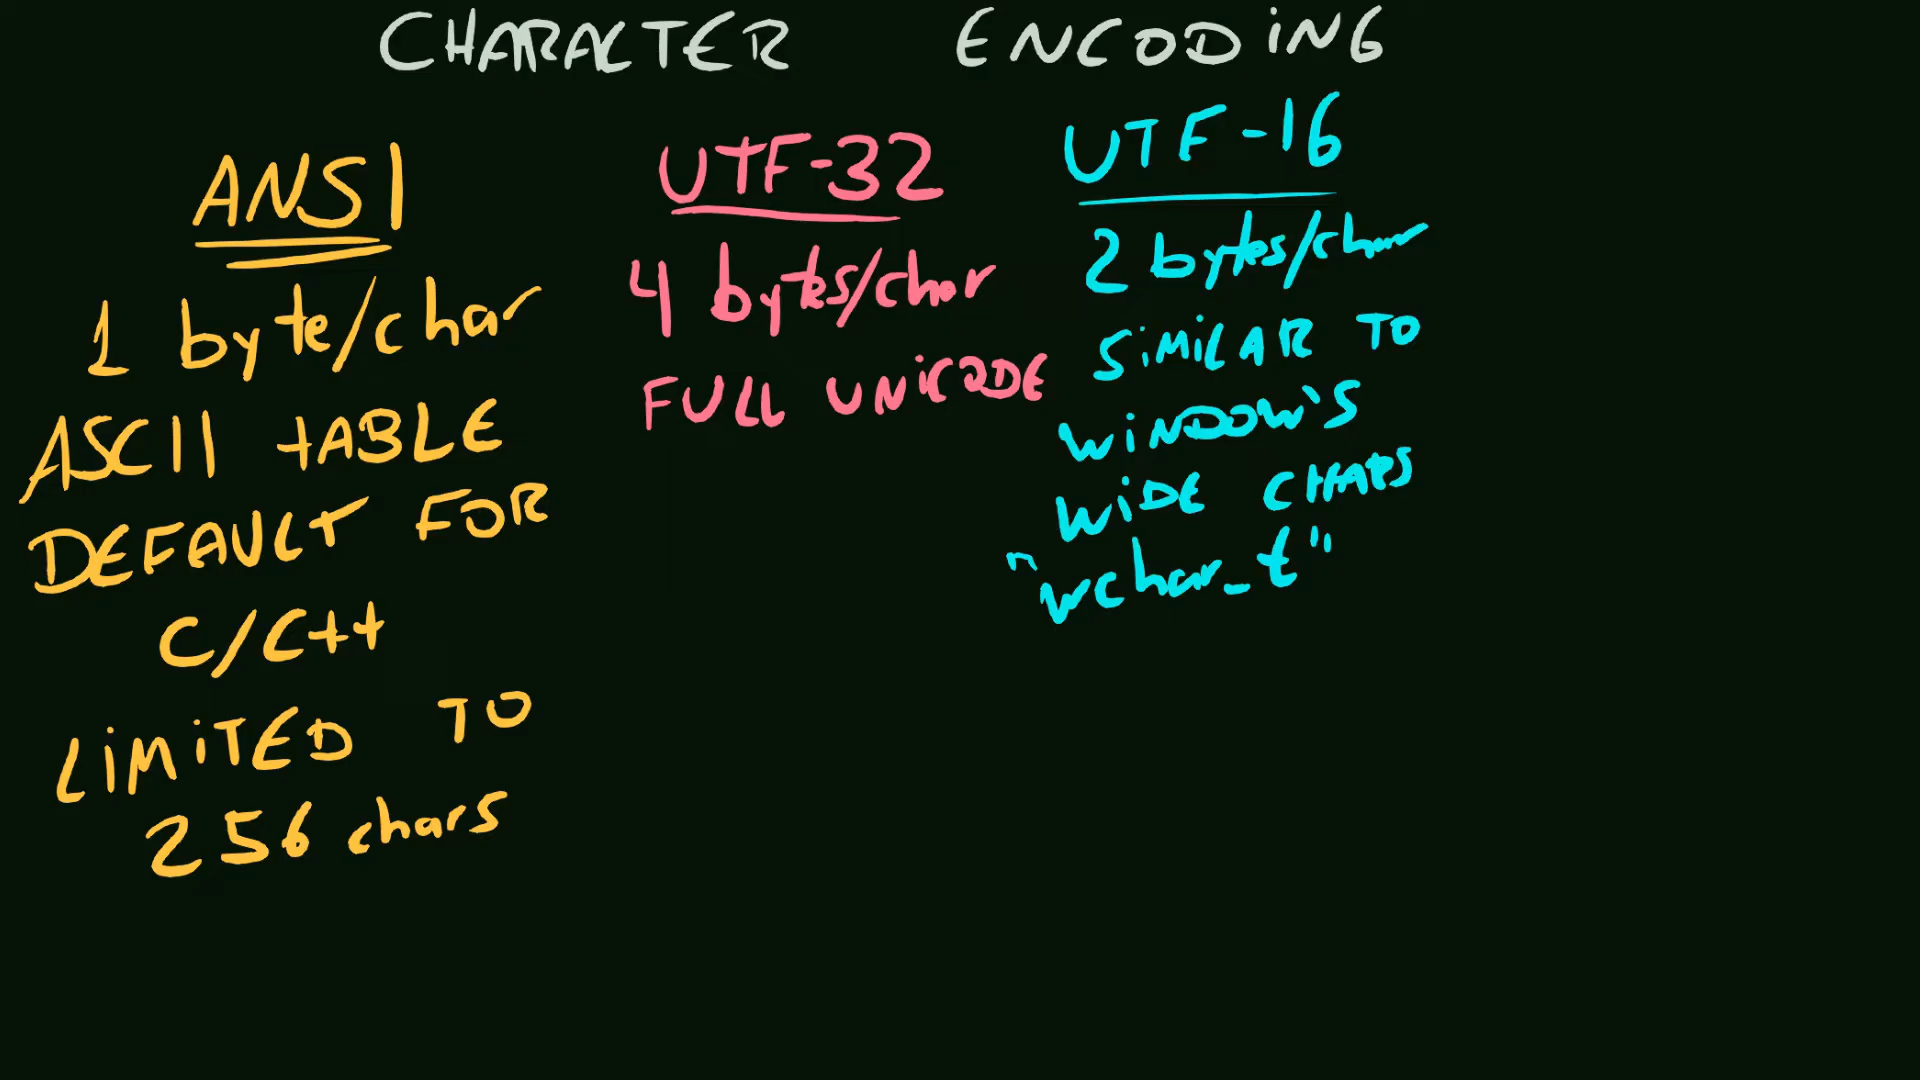 CHARACTER ENCODING
ANSI
1 byte/char
ASCII tABLE
DEFAULT FOR
C/C++
LiMiTED TO
256 chars
UTF-32
4 bytes/char
FULL UNiCODE
UTF-16
2 bytes/char
SiMiLAR TO
WiNDOW'S
WiDE CHARS
"wchar_t"